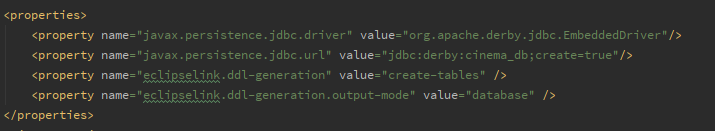 <properties>
<property name="javax.persistence.jdbc.driver" value="org.apache.derby.jdbc.EmbeddedDriver"/>
<property name="javax.persistence.jdbc.url" value="jdbc:derby:cinema_db;create=true"/>
<property name="eclipselink.ddl-generation" value="create-tables" />
<property name="eclipselink.ddl-generation.output-mode" value="database" />
</properties>